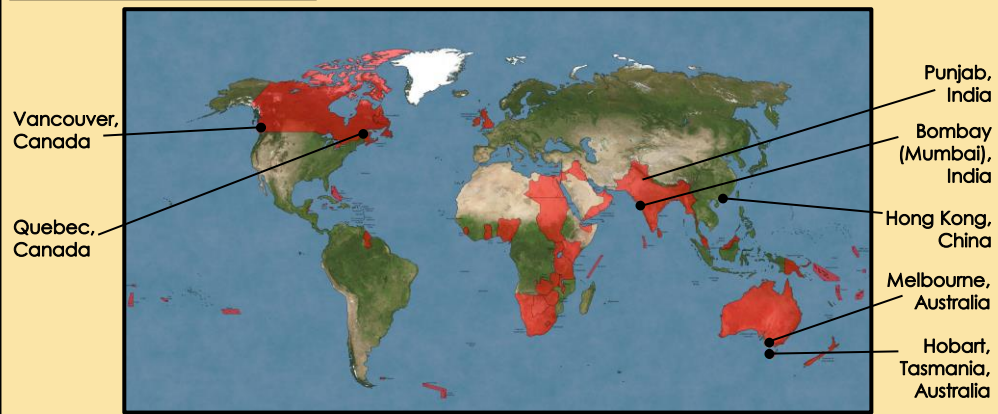 Vancouver,
Canada
Quebec,
Canada
Punjab,
India
Bombay
(Mumbai),
India
Hong Kong,
China
Melbourne,
Australia
Hobart,
Tasmania,
Australia